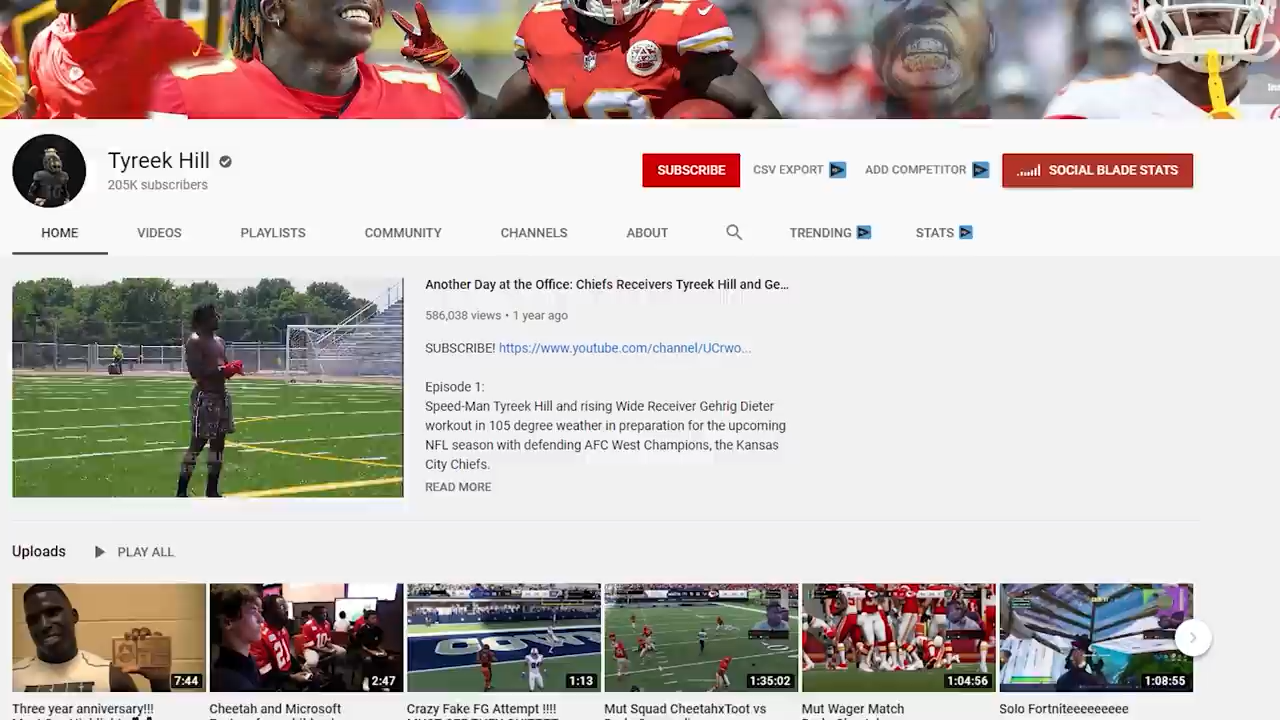 Tyreek Hill
205K subscribers
SUBSCRIBE
CSV EXPORT
ADD COMPETITOR
SOCIAL BLADE STATS
HOME
VIDEOS
PLAYLISTS
COMMUNITY
CHANNELS
ABOUT
TRENDING
STATS
Another Day at the Office: Chiefs Receivers Tyreek Hill and Ge...
586,038 views • 1 year ago
SUBSCRIBE! https://www.youtube.com/channel/UCrwo...
Episode 1:
Speed-Man Tyreek Hill and rising Wide Receiver Gehrig Dieter
workout in 105 degree weather in preparation for the upcoming
NFL season with defending AFC West Champions, the Kansas
City Chiefs.
READ MORE
Uploads
PLAY ALL
7:44
2:47
1:13
1:35:02
1:04:56
1:08:55
Three year anniversary!!!
Cheetah and Microsoft
Crazy Fake FG Attempt !!!!
Mut Squad CheetahxToot vs
Mut Wager Match
Solo Fortniteeeeeeeee